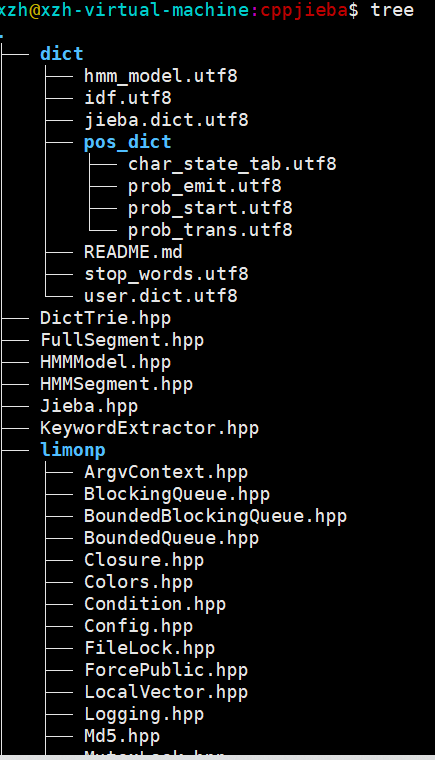 xzh@xzh-virtual-machine:cppjieba$ tree
.
├── dict
│   ├── hmm_model.utf8
│   ├── idf.utf8
│   ├── jieba.dict.utf8
│   ├── pos_dict
│   │   ├── char_state_tab.utf8
│   │   ├── prob_emit.utf8
│   │   ├── prob_start.utf8
│   │   └── prob_trans.utf8
│   ├── README.md
│   ├── stop_words.utf8
│   └── user.dict.utf8
├── DictTrie.hpp
├── FullSegment.hpp
├── HMMModel.hpp
├── HMMSegment.hpp
├── Jieba.hpp
├── KeywordExtractor.hpp
├── limonp
│   ├── ArgvContext.hpp
│   ├── BlockingQueue.hpp
│   ├── BoundedBlockingQueue.hpp
│   ├── BoundedQueue.hpp
│   ├── Closure.hpp
│   ├── Colors.hpp
│   ├── Condition.hpp
│   ├── Config.hpp
│   ├── FileLock.hpp
│   ├── ForcePublic.hpp
│   ├── LocalVector.hpp
│   ├── Logging.hpp
│   ├── Md5.hpp